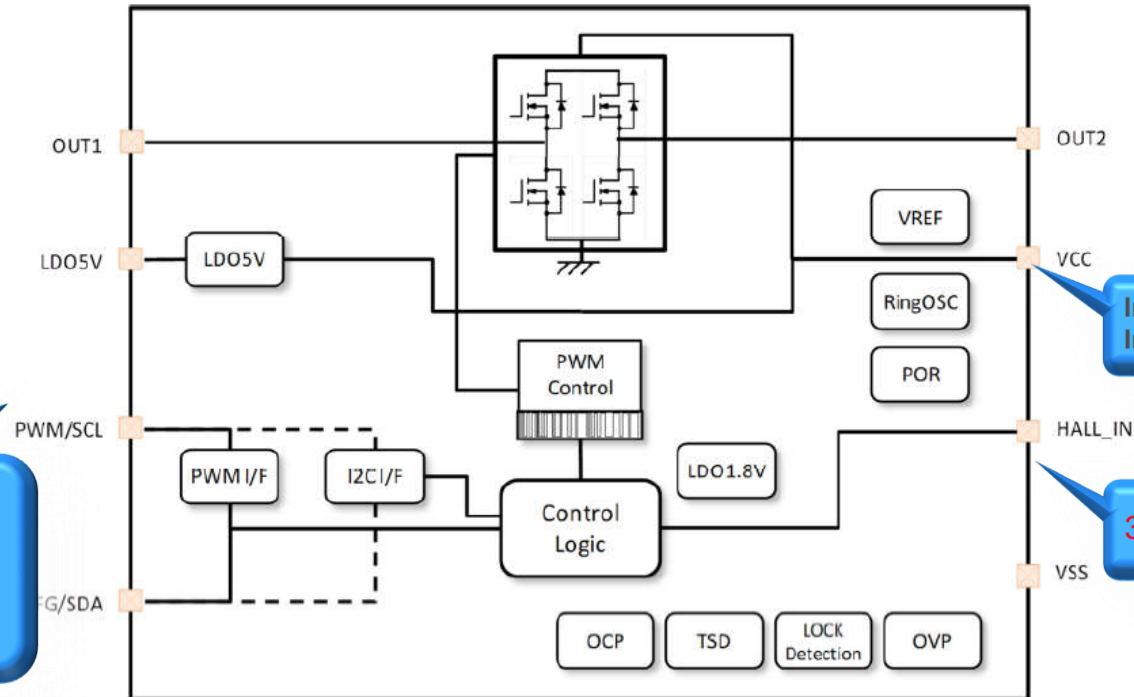 OUT1
OUT2
VREF
LDO5V
LDO5V
VCC
RingOSC
PWM
Control
POR
PWM/SCL
HALL_IN
PWM I/F
I2C I/F
LDO1.8V
Control
Logic
3
VSS
FG/SDA
OCP
TSD
LOCK
Detection
OVP